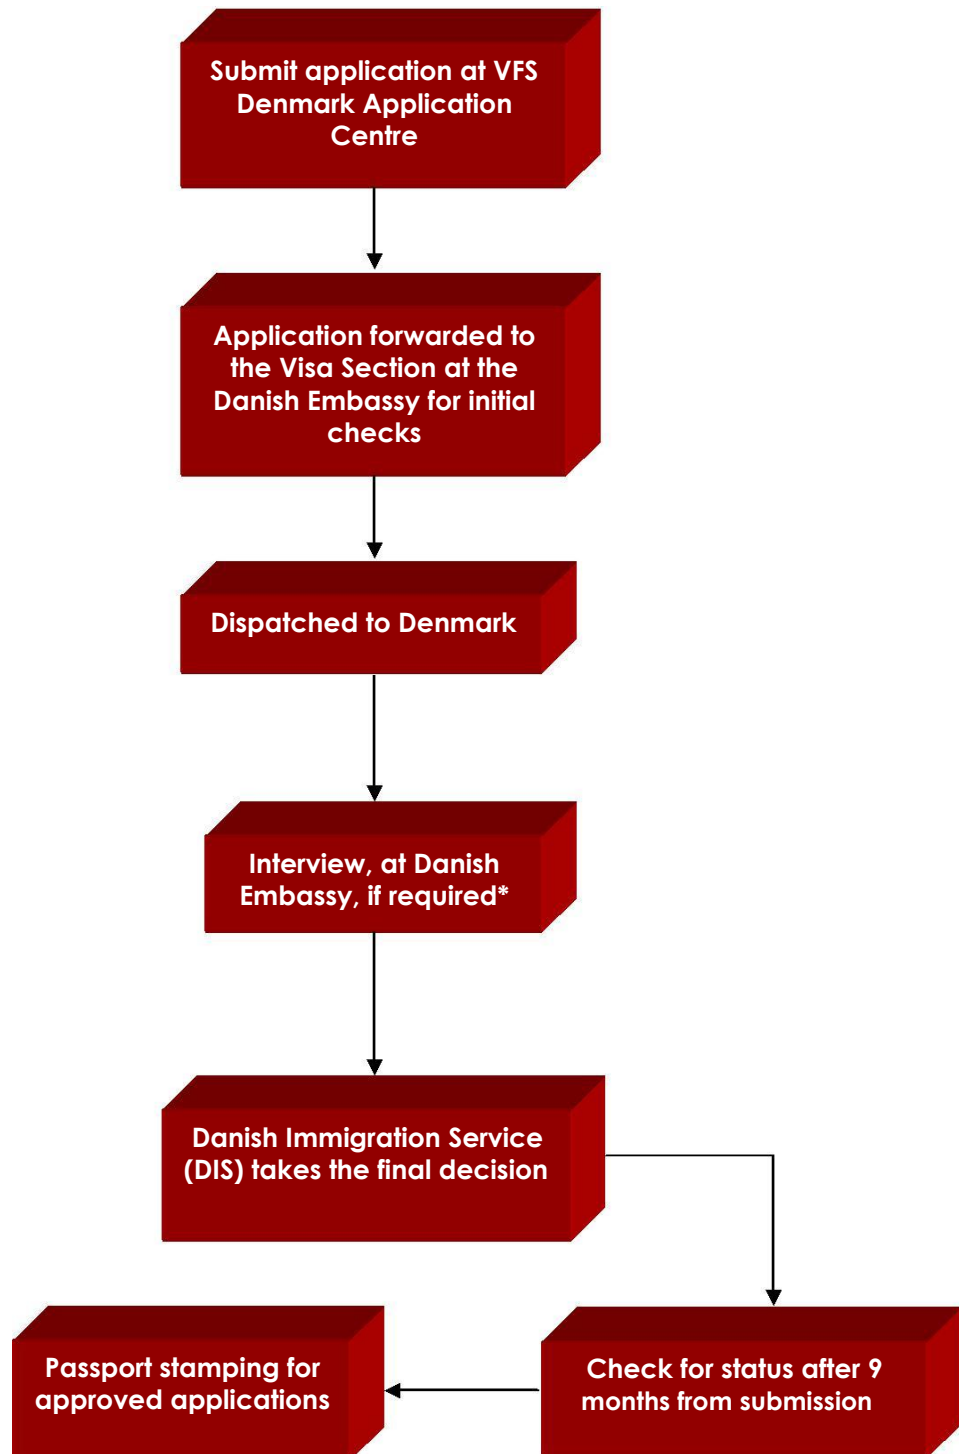 Submit application at VFS
Denmark Application
Centre
Application forwarded to
the Visa Section at the
Danish Embassy for initial
checks
Dispatched to Denmark
Interview, at Danish
Embassy, if required*
Danish Immigration Service
(DIS) takes the final decision
Check for status after 9
months from submission
Passport stamping for
approved applications